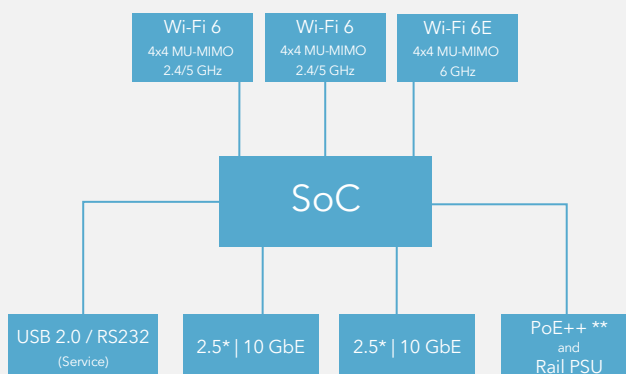 Wi-Fi 6
4x4 MU-MIMO
2.4/5 GHz
Wi-Fi 6
4x4 MU-MIMO
2.4/5 GHz
Wi-Fi 6E
4x4 MU-MIMO
6 GHz
SoC
USB 2.0 / RS232
(Service)
2.5* | 10 GbE
2.5* | 10 GbE
PoE++ **
and
Rail PSU